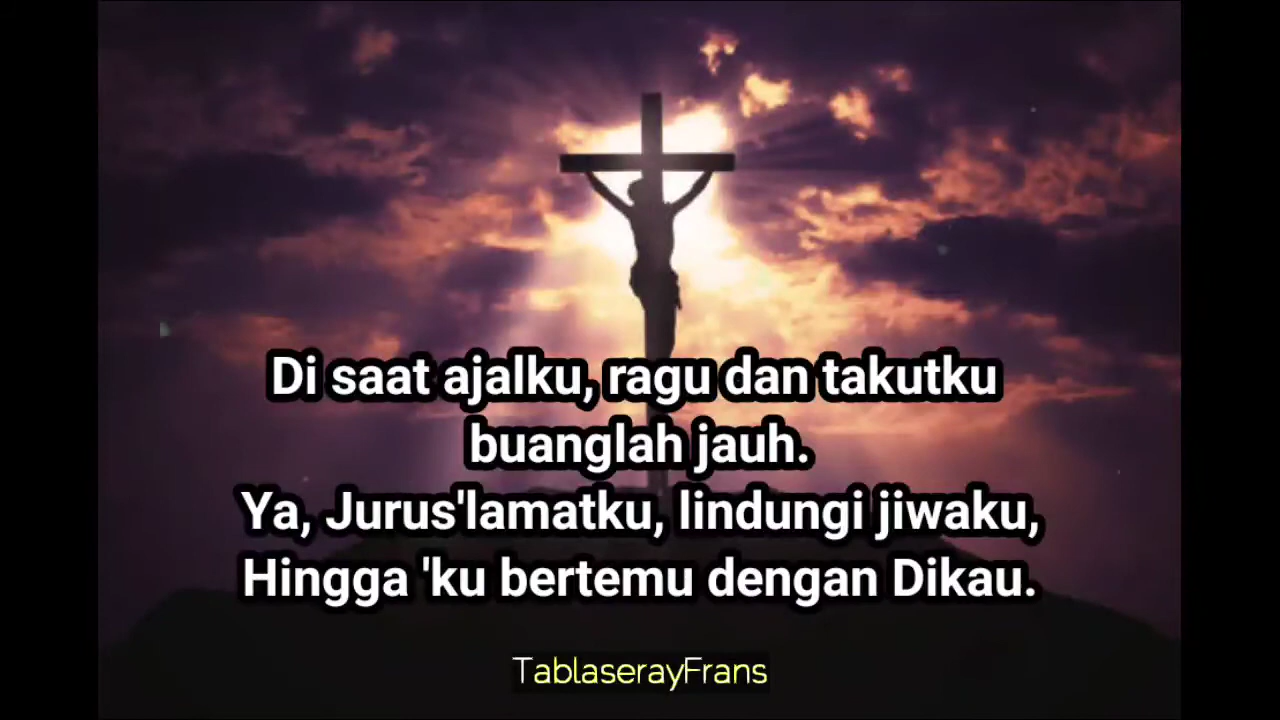 Di saat ajalku, ragu dan takutku
buanglah jauh.
Ya, Jurus'lamatku, lindungi jiwaku,
Hingga 'ku bertemu dengan Dikau.
TablaserayFrans